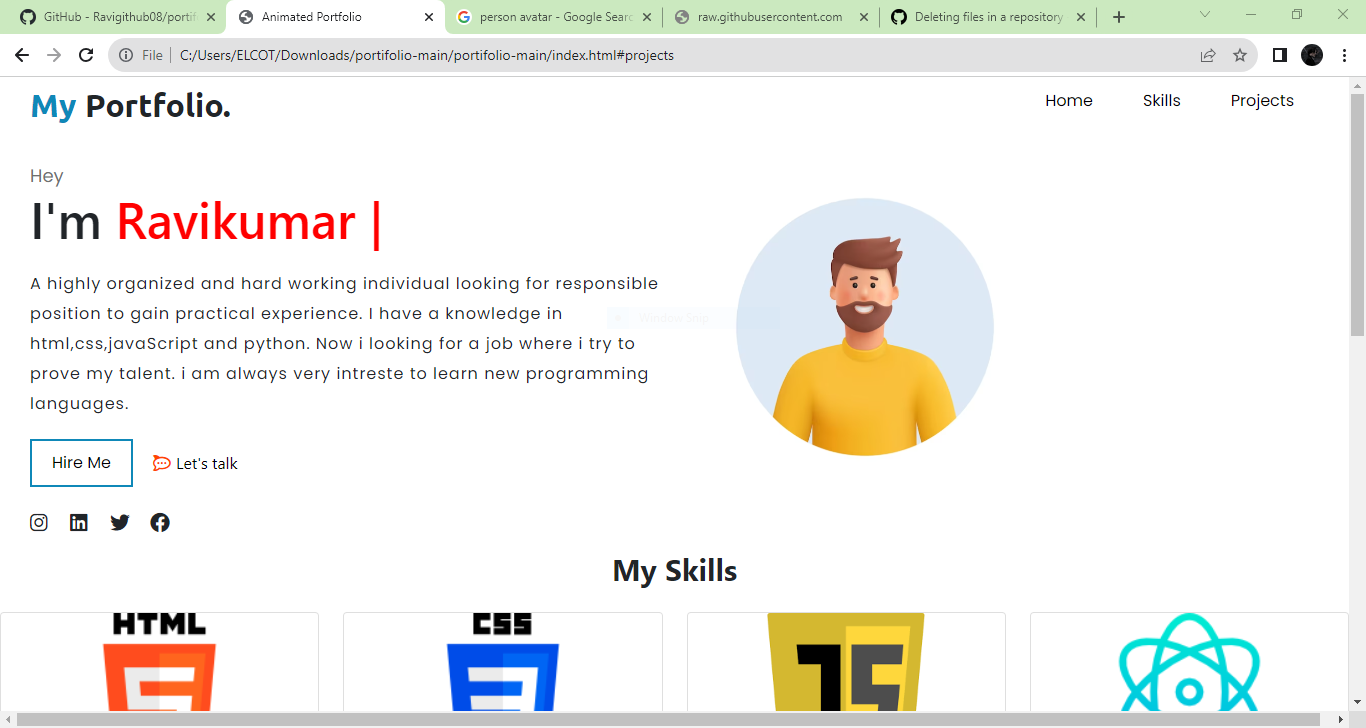 GitHub - Ravigithub08/portif
Animated Portfolio
person avatar - Google Searc
raw.githubusercontent.com
Deleting files in a repository
File
C:/Users/ELCOT/Downloads/portifolio-main/portifolio-main/index.html#projects
My Portfolio.
Home
Skills
Projects
Hey
I'm Ravikumar |
A highly organized and hard working individual looking for responsible
position to gain practical experience. I have a knowledge in
html,css,javaScript and python. Now i looking for a job where i try to
prove my talent. i am always very intreste to learn new programming
languages.
Window Snip
Hire Me
Let's talk
My Skills
HTML
CSS
JS